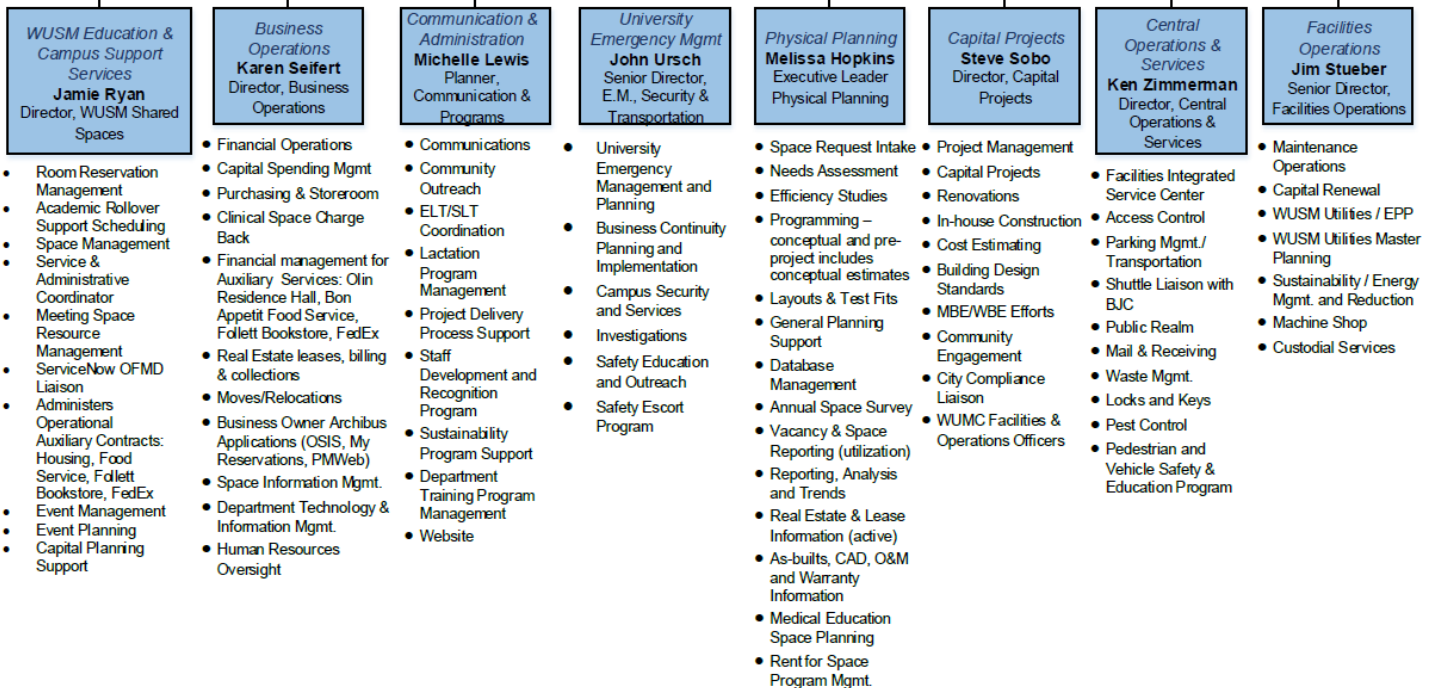 WUSM Education &
Campus Support
Services
Jamie Ryan
Director, WUSM Shared
Spaces
• Room Reservation
Management
• Academic Rollover
Support Scheduling
• Space Management
• Service &
Administrative
Coordinator
• Meeting Space
Resource
Management
• ServiceNow OFMD
Liaison
• Administers
Operational
Auxiliary Contracts:
Housing, Food
Service, Follett
Bookstore, FedEx
• Event Management
• Event Planning
• Capital Planning
Support
Business
Operations
Karen Seifert
Director, Business
Operations
• Financial Operations
• Capital Spending Mgmt
• Purchasing & Storeroom
• Clinical Space Charge
Back
• Financial management for
Auxiliary Services: Olin
Residence Hall, Bon
Appetit Food Service,
Follett Bookstore, FedEx
• Real Estate leases, billing
& collections
• Moves/Relocations
• Business Owner Archibus
Applications (OSIS, My
Reservations, PMWeb)
• Space Information Mgmt.
• Department Technology &
Information Mgmt.
• Human Resources
Oversight
Communication &
Administration
Michelle Lewis
Planner,
Communication &
Programs
• Communications
• Community
Outreach
• ELT/SLT
Coordination
• Lactation
Program
Management
• Project Delivery
Process Support
• Staff
Development and
Recognition
Program
• Sustainability
Program Support
• Department
Training Program
Management
• Website
University
Emergency Mgmt
John Ursch
Senior Director,
E.M., Security &
Transportation
• University
Emergency
Management and
Planning
• Business Continuity
Planning and
Implementation
• Campus Security
and Services
• Investigations
• Safety Education
and Outreach
• Safety Escort
Program
Physical Planning
Melissa Hopkins
Executive Leader
Physical Planning
• Space Request Intake
• Needs Assessment
• Efficiency Studies
• Programming –
conceptual and pre-
project includes
conceptual estimates
• Layouts & Test Fits
• General Planning
Support
• Database
Management
• Annual Space Survey
• Vacancy & Space
Reporting (utilization)
• Reporting, Analysis
and Trends
• Real Estate & Lease
Information (active)
• As-builts, CAD, O&M
and Warranty
Information
• Medical Education
Space Planning
• Rent for Space
Program Mgmt.
Capital Projects
Steve Sobo
Director, Capital
Projects
• Project Management
• Capital Projects
• Renovations
• In-house Construction
• Cost Estimating
• Building Design
Standards
• MBE/WBE Efforts
• Community
Engagement
• City Compliance
Liaison
• WUMC Facilities &
Operations Officers
Central
Operations &
Services
Ken Zimmerman
Director, Central
Operations &
Services
• Facilities Integrated
Service Center
• Access Control
• Parking Mgmt./
Transportation
• Shuttle Liaison with
BJC
• Public Realm
• Mail & Receiving
• Waste Mgmt.
• Locks and Keys
• Pest Control
• Pedestrian and
Vehicle Safety &
Education Program
Facilities
Operations
Jim Stueber
Senior Director,
Facilities Operations
• Maintenance
Operations
• Capital Renewal
• WUSM Utilities / EPP
• WUSM Utilities Master
Planning
• Sustainability / Energy
Mgmt. and Reduction
• Machine Shop
• Custodial Services